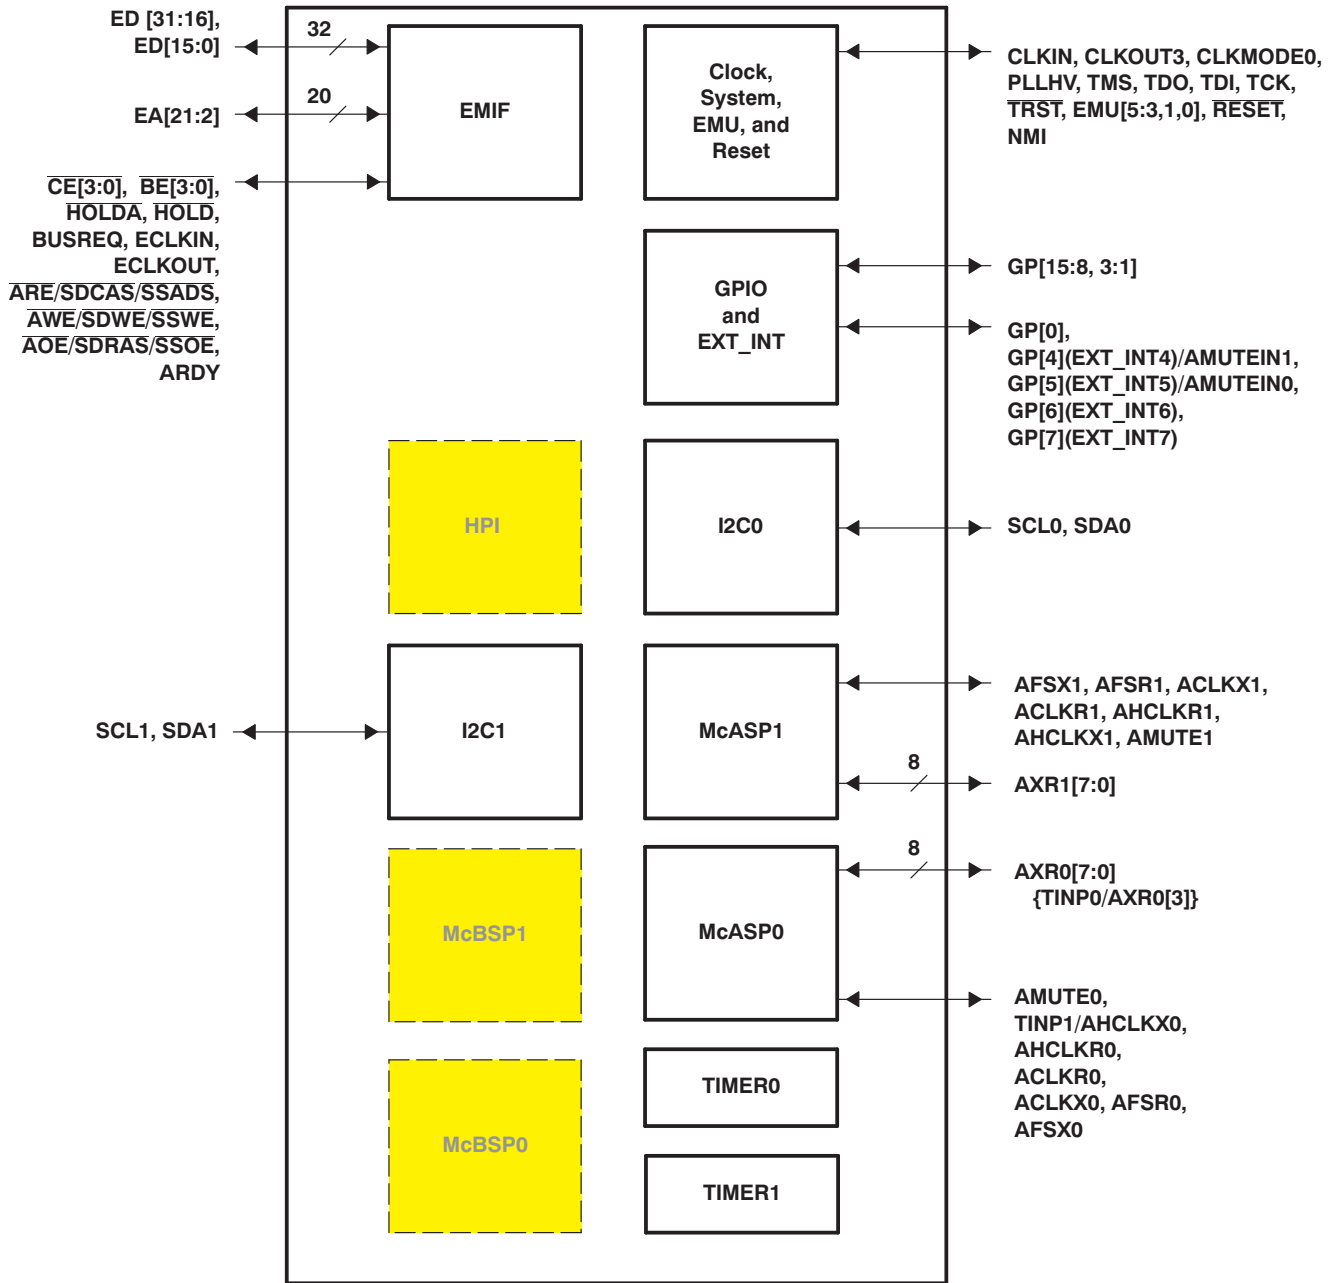 ED [31:16],
ED[15:0]
32
EA[21:2]
20
CE[3:0], BE[3:0],
HOLDA, HOLD,
BUSREQ, ECLKIN,
ECLKOUT,
ARE/SDCAS/SSADS,
AWE/SDWE/SSWE,
AOE/SDRAS/SSOE,
ARDY
EMIF
Clock,
System,
EMU, and
Reset
CLKIN, CLKOUT3, CLKMODE0,
PLLHV, TMS, TDO, TDI, TCK,
TRST, EMU[5:3,1,0], RESET,
NMI
GPIO
and
EXT_INT
GP[15:8, 3:1]
GP[0],
GP[4](EXT_INT4)/AMUTEIN1,
GP[5](EXT_INT5)/AMUTEIN0,
GP[6](EXT_INT6),
GP[7](EXT_INT7)
HPI
I2C0
SCL0, SDA0
SCL1, SDA1
I2C1
McASP1
AFSX1, AFSR1, ACLKX1,
ACLKR1, AHCLKR1,
AHCLKX1, AMUTE1
8
AXR1[7:0]
McBSP1
McASP0
8
AXR0[7:0]
{TINP0/AXR0[3]}
AMUTE0,
TINP1/AHCLKX0,
AHCLKR0,
ACLKR0,
ACLKX0, AFSR0,
AFSX0
McBSP0
TIMER0
TIMER1